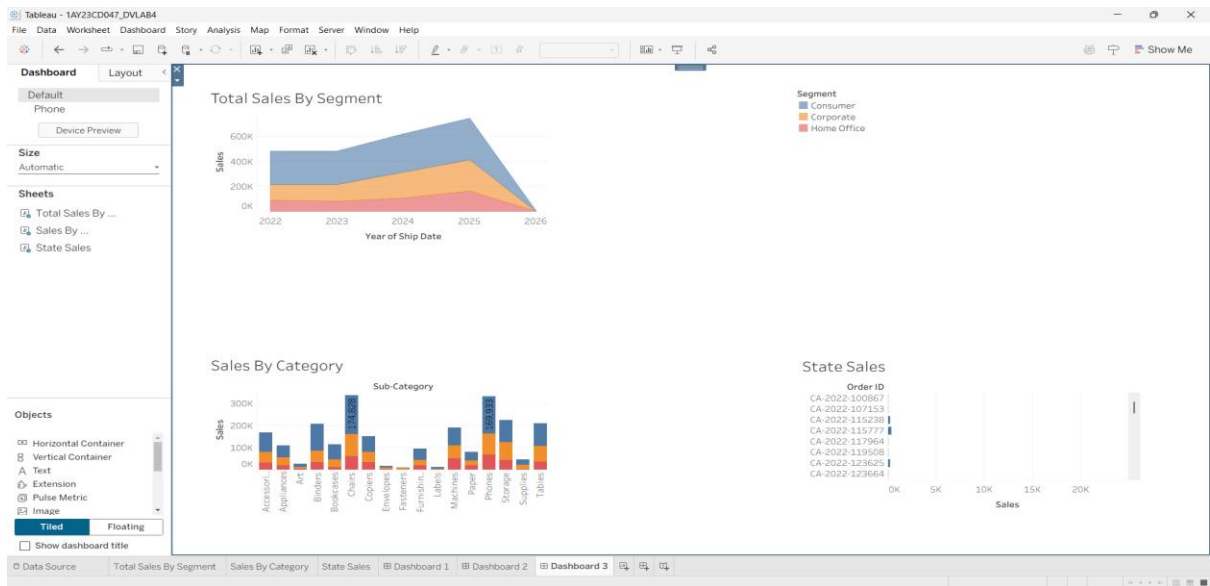 Tableau - 1AY23CD047_DVLAB4
File Data Worksheet Dashboard Story Analysis Map Format Server Window Help
Show Me
Dashboard Layout
Default
Phone
Device Preview
Size
Automatic
Sheets
Total Sales By ...
Sales By ...
State Sales
Objects
Horizontal Container
Vertical Container
Text
Extension
Pulse Metric
Image
Tiled Floating
Show dashboard title
Total Sales By Segment
600K
400K
200K
0K
Sales
2022 2023 2024 2025 2026
Year of Ship Date
Segment
Consumer
Corporate
Home Office
Sales By Category
Sub-Category
300K
200K
100K
0K
Sales
174,828
169,933
Accessori..
Appliances
Art
Binders
Bookcases
Chairs
Copiers
Envelopes
Fasteners
Furnishin..
Labels
Machines
Paper
Phones
Storage
Supplies
Tables
State Sales
Order ID
CA-2022-100867
CA-2022-107153
CA-2022-115238
CA-2022-115777
CA-2022-117964
CA-2022-119508
CA-2022-123625
CA-2022-123664
0K 5K 10K 15K 20K
Sales
Data Source Total Sales By Segment Sales By Category State Sales Dashboard 1 Dashboard 2 Dashboard 3